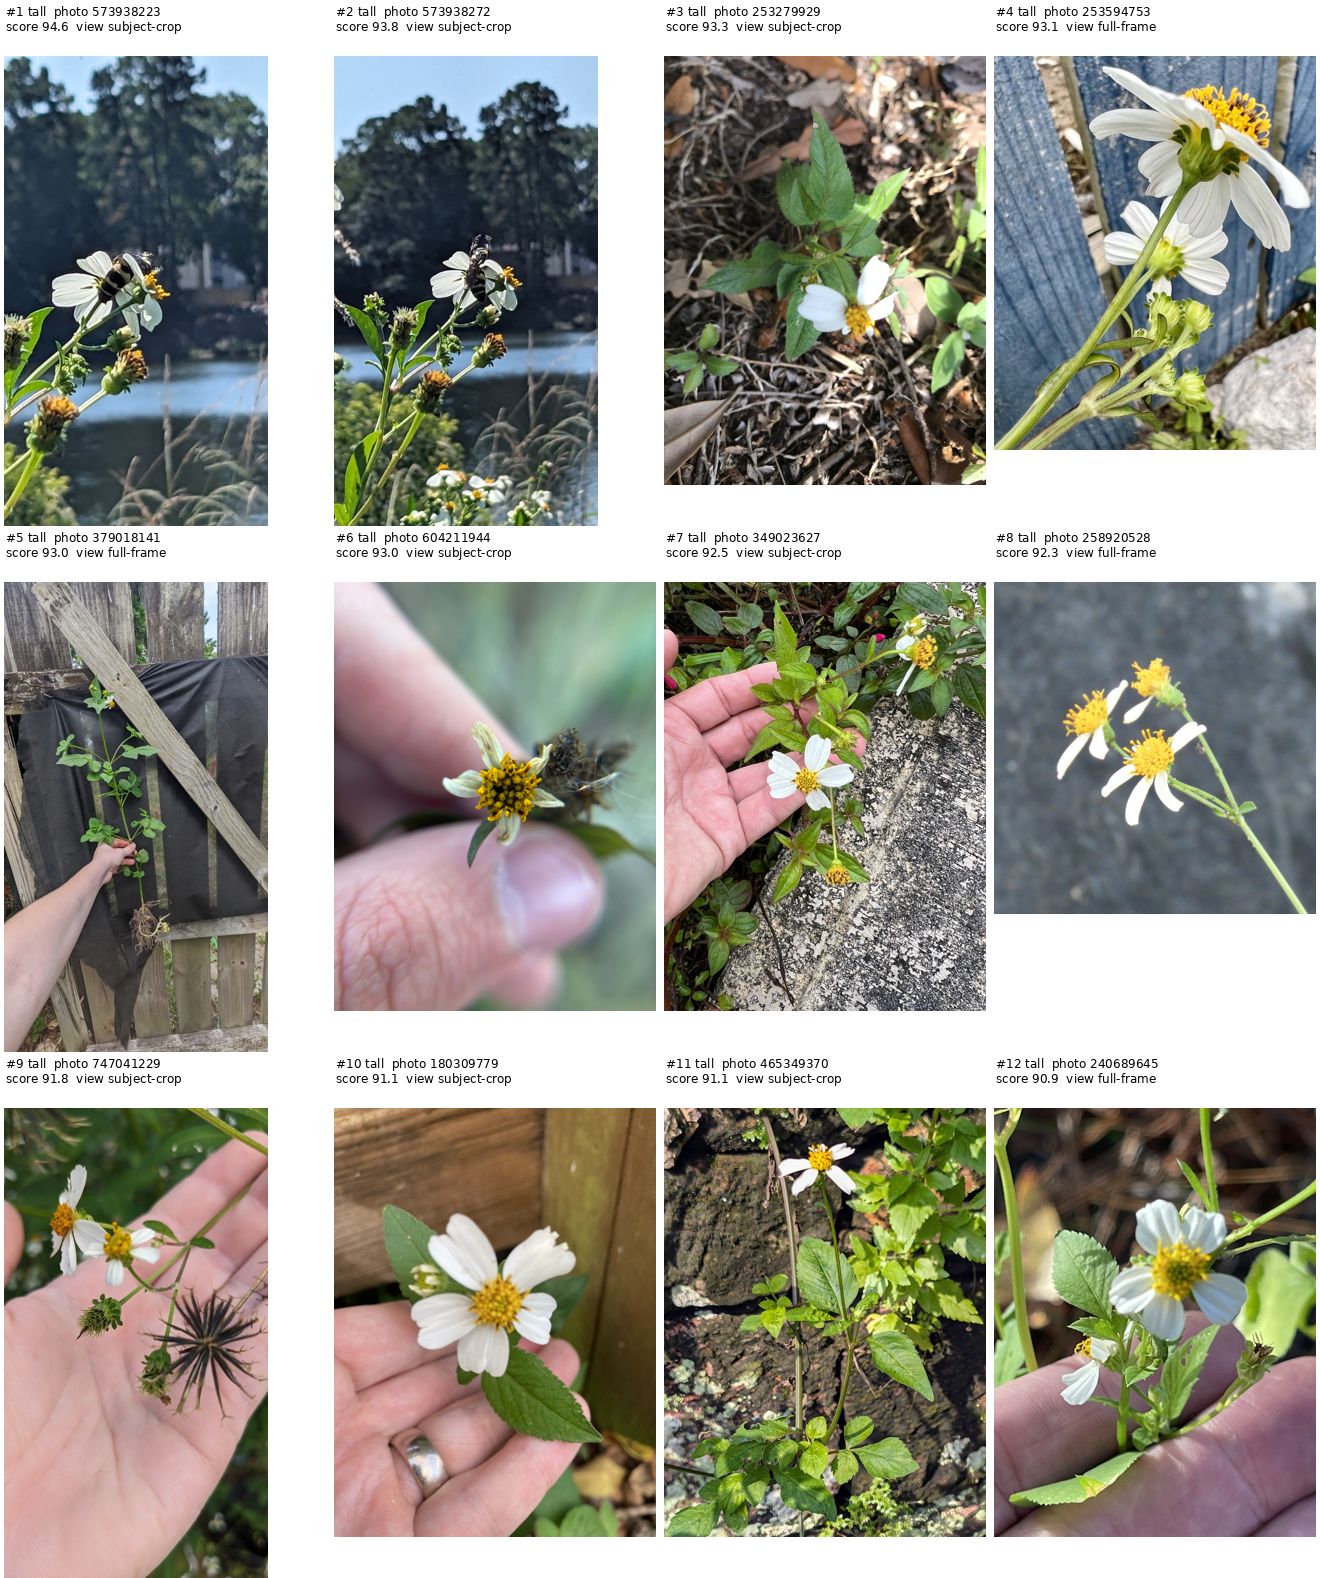 #1 tall photo 573938223
score 94.6 view subject-crop
#2 tall photo 573938272
score 93.8 view subject-crop
#3 tall photo 253279929
score 93.3 view subject-crop
#4 tall photo 253594753
score 93.1 view full-frame
#5 tall photo 379018141
score 93.0 view full-frame
#6 tall photo 604211944
score 93.0 view subject-crop
#7 tall photo 349023627
score 92.5 view subject-crop
#8 tall photo 258920528
score 92.3 view full-frame
#9 tall photo 747041229
score 91.8 view subject-crop
#10 tall photo 180309779
score 91.1 view subject-crop
#11 tall photo 465349370
score 91.1 view subject-crop
#12 tall photo 240689645
score 90.9 view full-frame